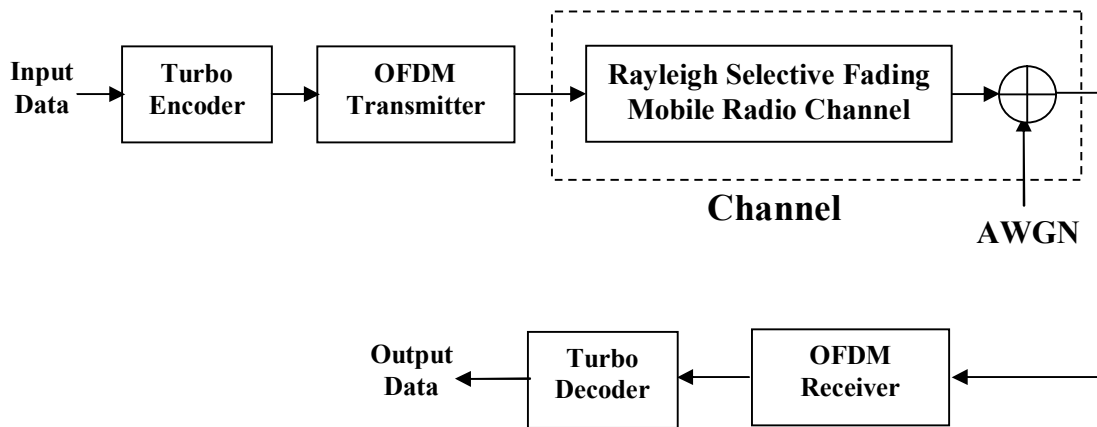 Input
Data
Turbo
Encoder
OFDM
Transmitter
Rayleigh Selective Fading
Mobile Radio Channel
Channel
AWGN
Output
Data
Turbo
Decoder
OFDM
Receiver